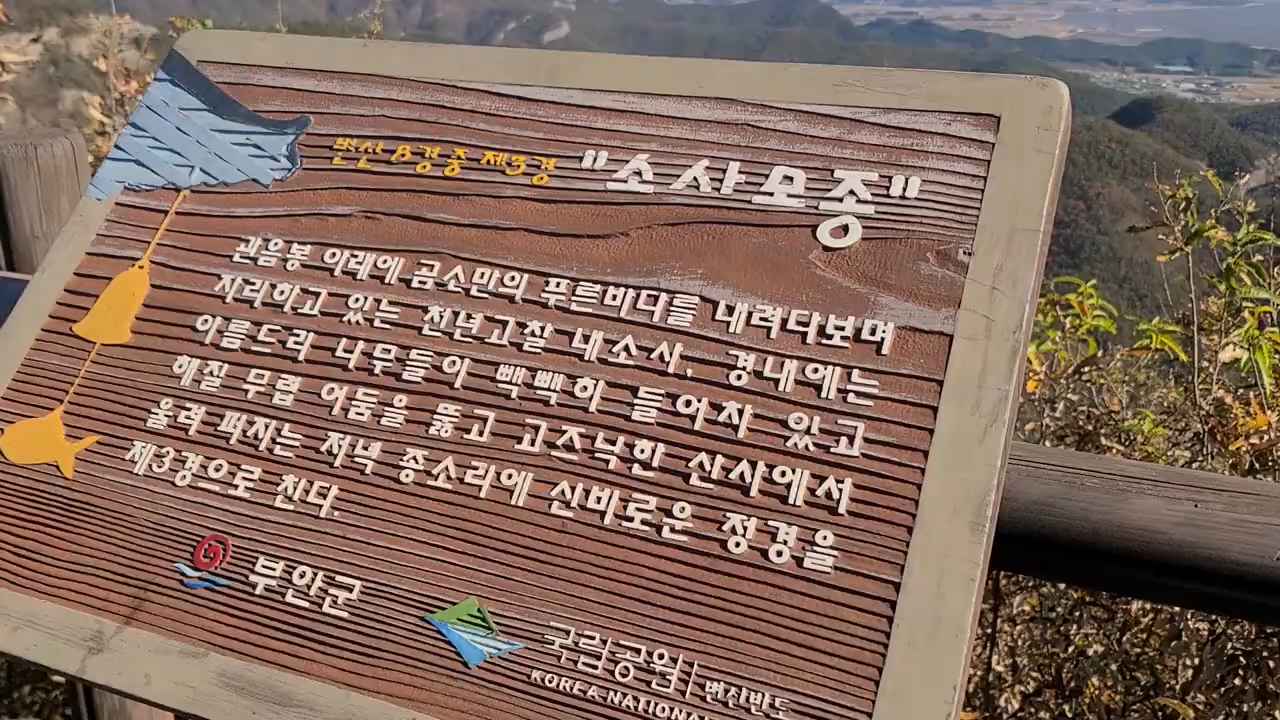 변산 8경중 제3경 "소사모종"
관음봉 아래에 곰소만의 푸른바다를 내려다보며
자리하고 있는 천년고찰 내소사, 경내에는
아름드리 나무들이 빽빽히 들어차 있고
해질 무렵 어둠을 뚫고 고즈넉한 산사에서
울려 퍼지는 저녁 종소리에 신비로운 정경을
제3경으로 친다.
부안군
국립공원 변산반도
KOREA NATIONAL